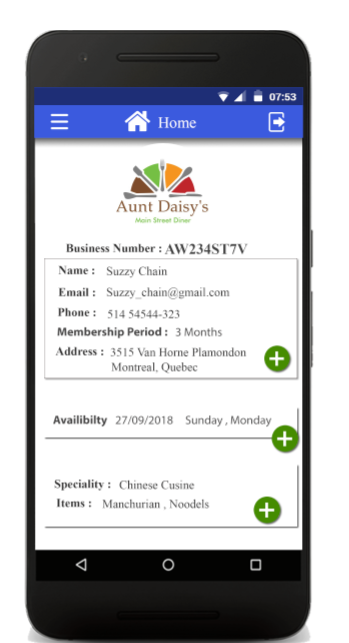 07:53
Home
Aunt Daisy's
Main Street Diner
Business Number : AW234ST7V
Name : Suzzy Chain
Email : Suzzy_chain@gmail.com
Phone : 514 54544-323
Membership Period : 3 Months
Address : 3515 Van Horne Plamondon
Montreal, Quebec
Availibilty 27/09/2018 Sunday , Monday
Speciality : Chinese Cusine
Items : Manchurian , Noodels